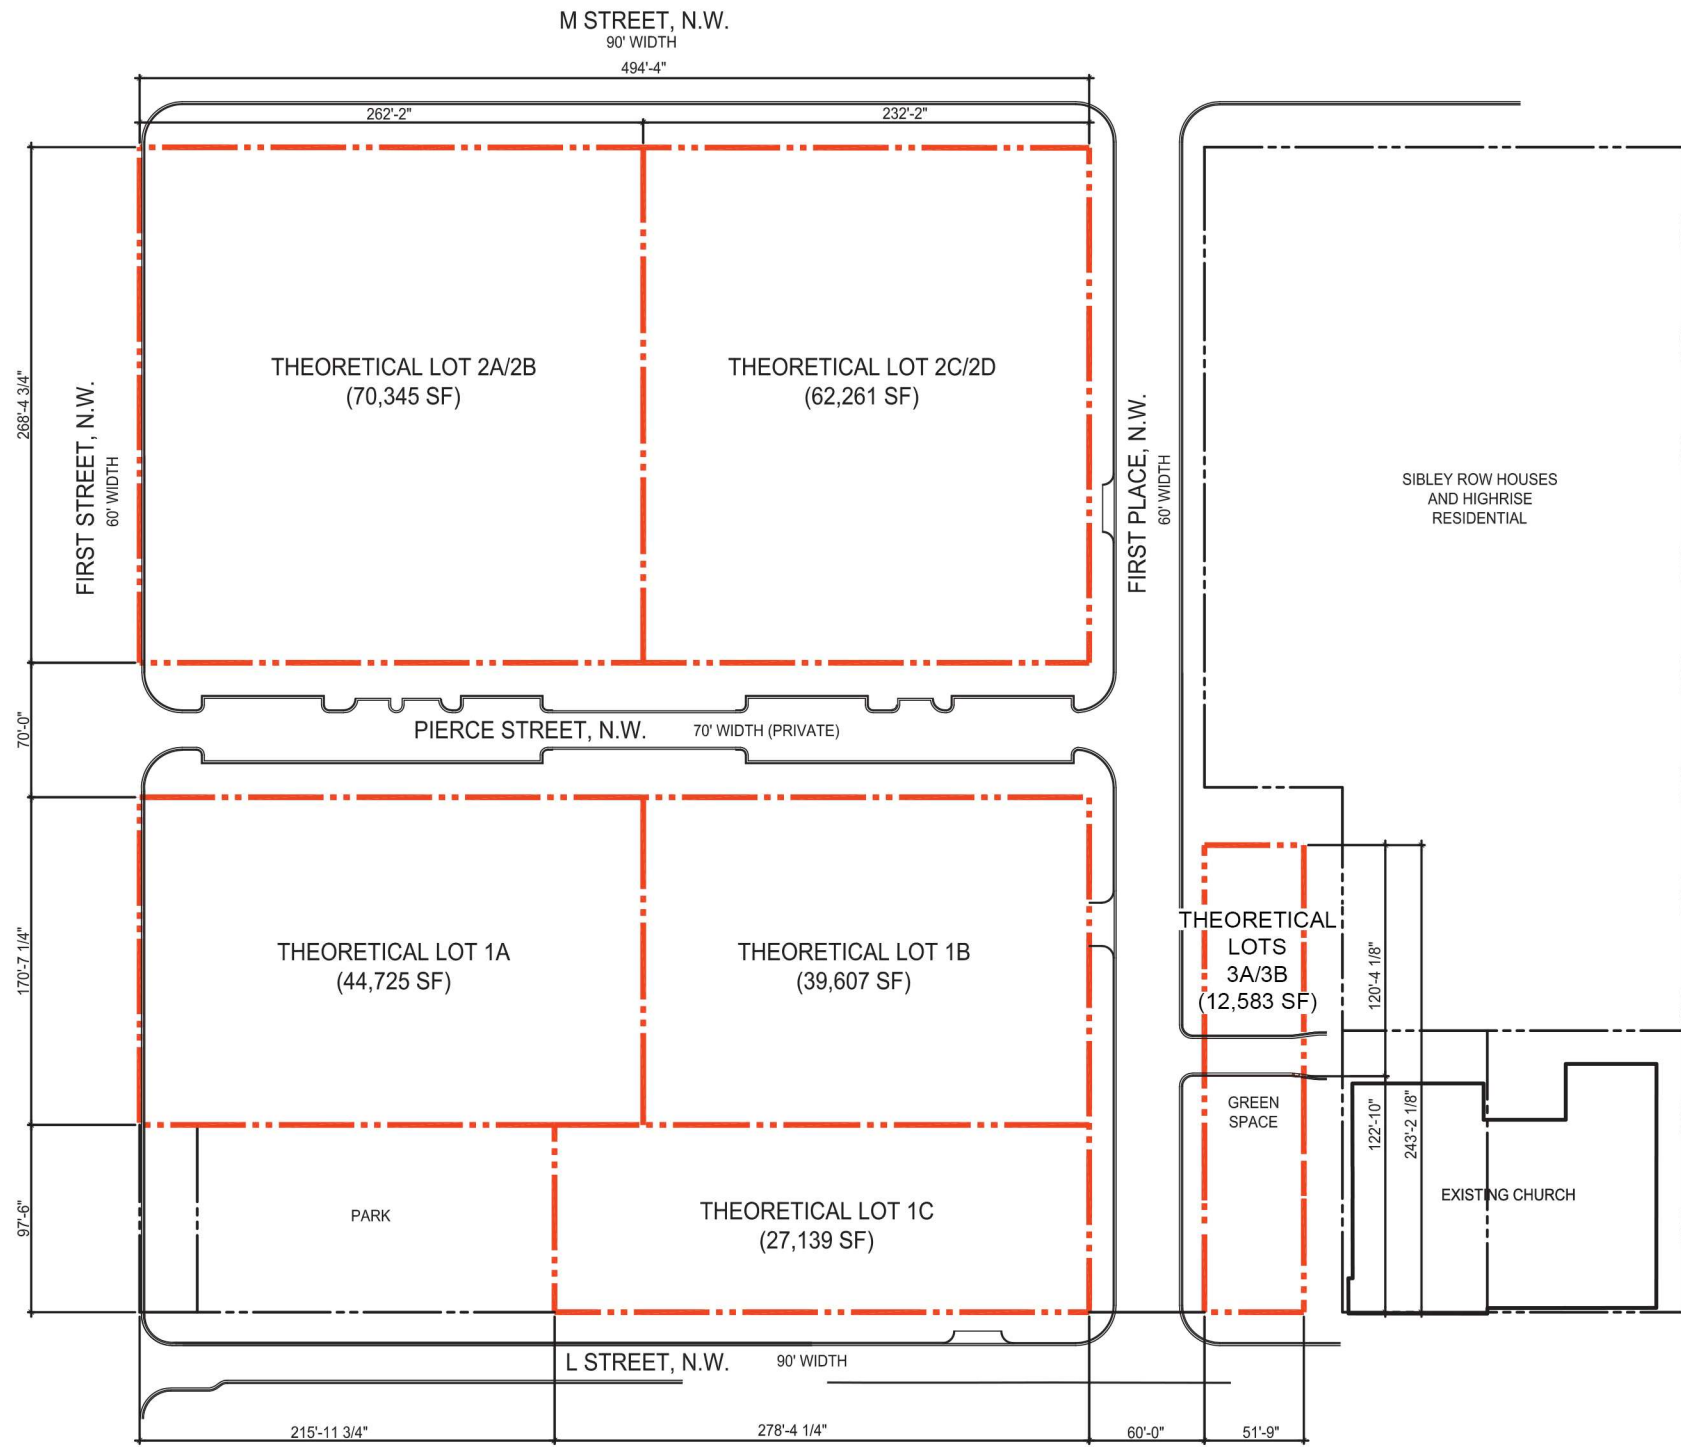 M STREET, N.W.
90' WIDTH
494'-4"
262'-2"
232'-2"
268'-4 3/4"
FIRST STREET, N.W.
60' WIDTH
THEORETICAL LOT 2A/2B
(70,345 SF)
THEORETICAL LOT 2C/2D
(62,261 SF)
FIRST PLACE, N.W.
60' WIDTH
SIBLEY ROW HOUSES
AND HIGHRISE
RESIDENTIAL
70'-0"
PIERCE STREET, N.W.
70' WIDTH (PRIVATE)
170'-7 1/4"
THEORETICAL LOT 1A
(44,725 SF)
THEORETICAL LOT 1B
(39,607 SF)
THEORETICAL
LOTS
3A/3B
(12,583 SF)
120'-4 1/8"
GREEN
SPACE
122'-10"
243'-2 1/8"
EXISTING CHURCH
97'-6"
PARK
THEORETICAL LOT 1C
(27,139 SF)
L STREET, N.W.
90' WIDTH
215'-11 3/4"
278'-4 1/4"
60'-0"
51'-9"